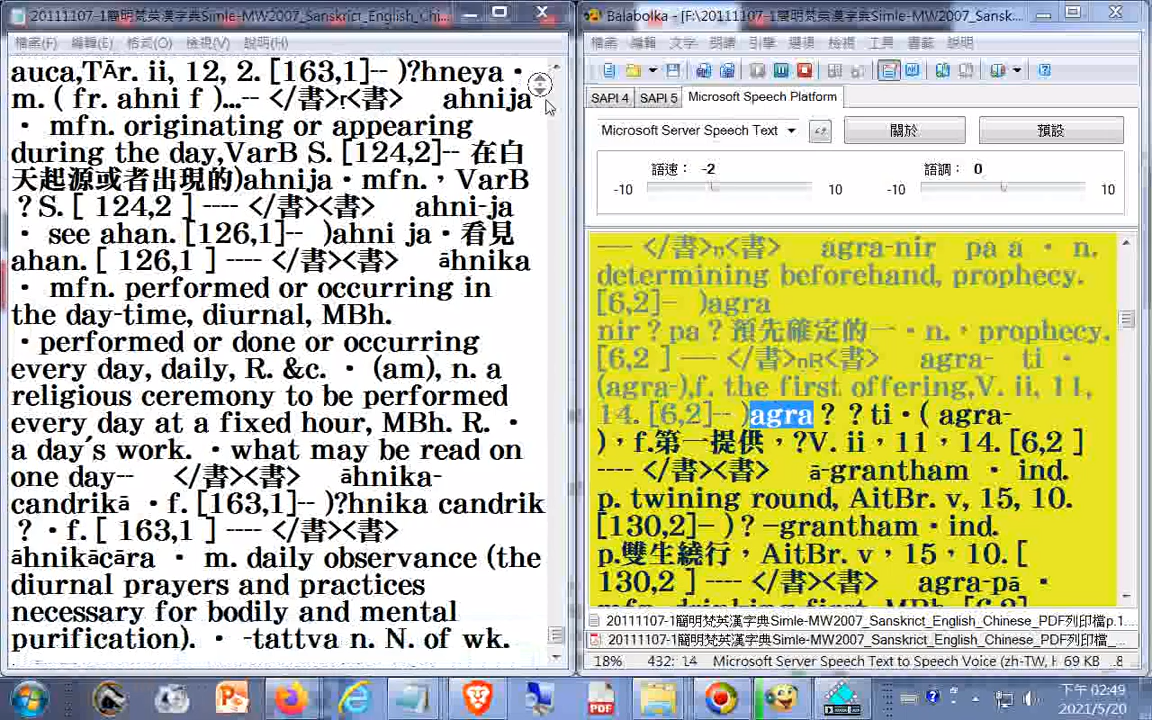 20111107-1簡明梵英漢字典Simle-MW2007_Sanskrict_English_Chi...
檔案(F) 編輯(E) 格式(O) 檢視(V) 說明(H)
auca,TĀr. ii, 12, 2. [163,1]-- )?hneya •
m. ( fr. ahni f )...-- </書>r<書> ahnija
• mfn. originating or appearing
during the day,VarB S. [124,2]-- 在白
天起源或者出現的)ahnija•mfn.，VarB
？S. [ 124,2 ] ---- </書><書> ahni-ja
• see ahan. [126,1]-- )ahni ja•看見
ahan. [ 126,1 ] ---- </書><書> āhnika
• mfn. performed or occurring in
the day-time, diurnal, MBh.
•performed or done or occurring
every day, daily, R. &c. • (am), n. a
religious ceremony to be performed
every day at a fixed hour, MBh. R. •
a day's work. •what may be read on
one day-- </書><書> āhnika-
candrikā •f. [163,1]-- )?hnika candrik
？•f. [ 163,1 ] ---- </書><書>
āhnikācāra • m. daily observance (the
diurnal prayers and practices
necessary for bodily and mental
purification). • -tattva n. N. of wk.
Balabolka - [F:\20111107-1簡明梵英漢字典Simle-MW2007_Sansk...
檔案 編輯 文字 朗讀 引擎 選項 檢視 工具 書籤 說明
SAPI 4 SAPI 5 Microsoft Speech Platform
Microsoft Server Speech Text 關於 預設
語速： -2 語調： 0
-10 10 -10 10
---- </書>n<書> agra-nir pa a • n.
determining beforehand, prophecy.
[6,2]-- )agra
nir？pa？預先確定的一•n.，prophecy.
[6,2 ] ---- </書>nR<書> agra- ti •
(agra-),f. the first offering,V. ii, 11,
14. [6,2]-- )agra？？ti•( agra-
)，f.第一提供，?V. ii，11，14. [6,2 ]
---- </書><書> ā-grantham • ind.
p. twining round, AitBr. v, 15, 10.
[130,2]-- )？-grantham•ind.
p.雙生繞行，AitBr. v，15，10. [
130,2 ] ---- </書><書> agra-pā •
mfn. drinking first, MBh. [6,2]
20111107-1簡明梵英漢字典Simle-MW2007_Sanskrict_English_Chinese_PDF列印檔_p.1...
20111107-1簡明梵英漢字典Simle-MW2007_Sanskrict_English_Chinese_PDF列印檔...
18% 432: 14 Microsoft Server Speech Text to Speech Voice (zh-TW, H 69 KB .8
PDF
下午 02:49
2021/5/20